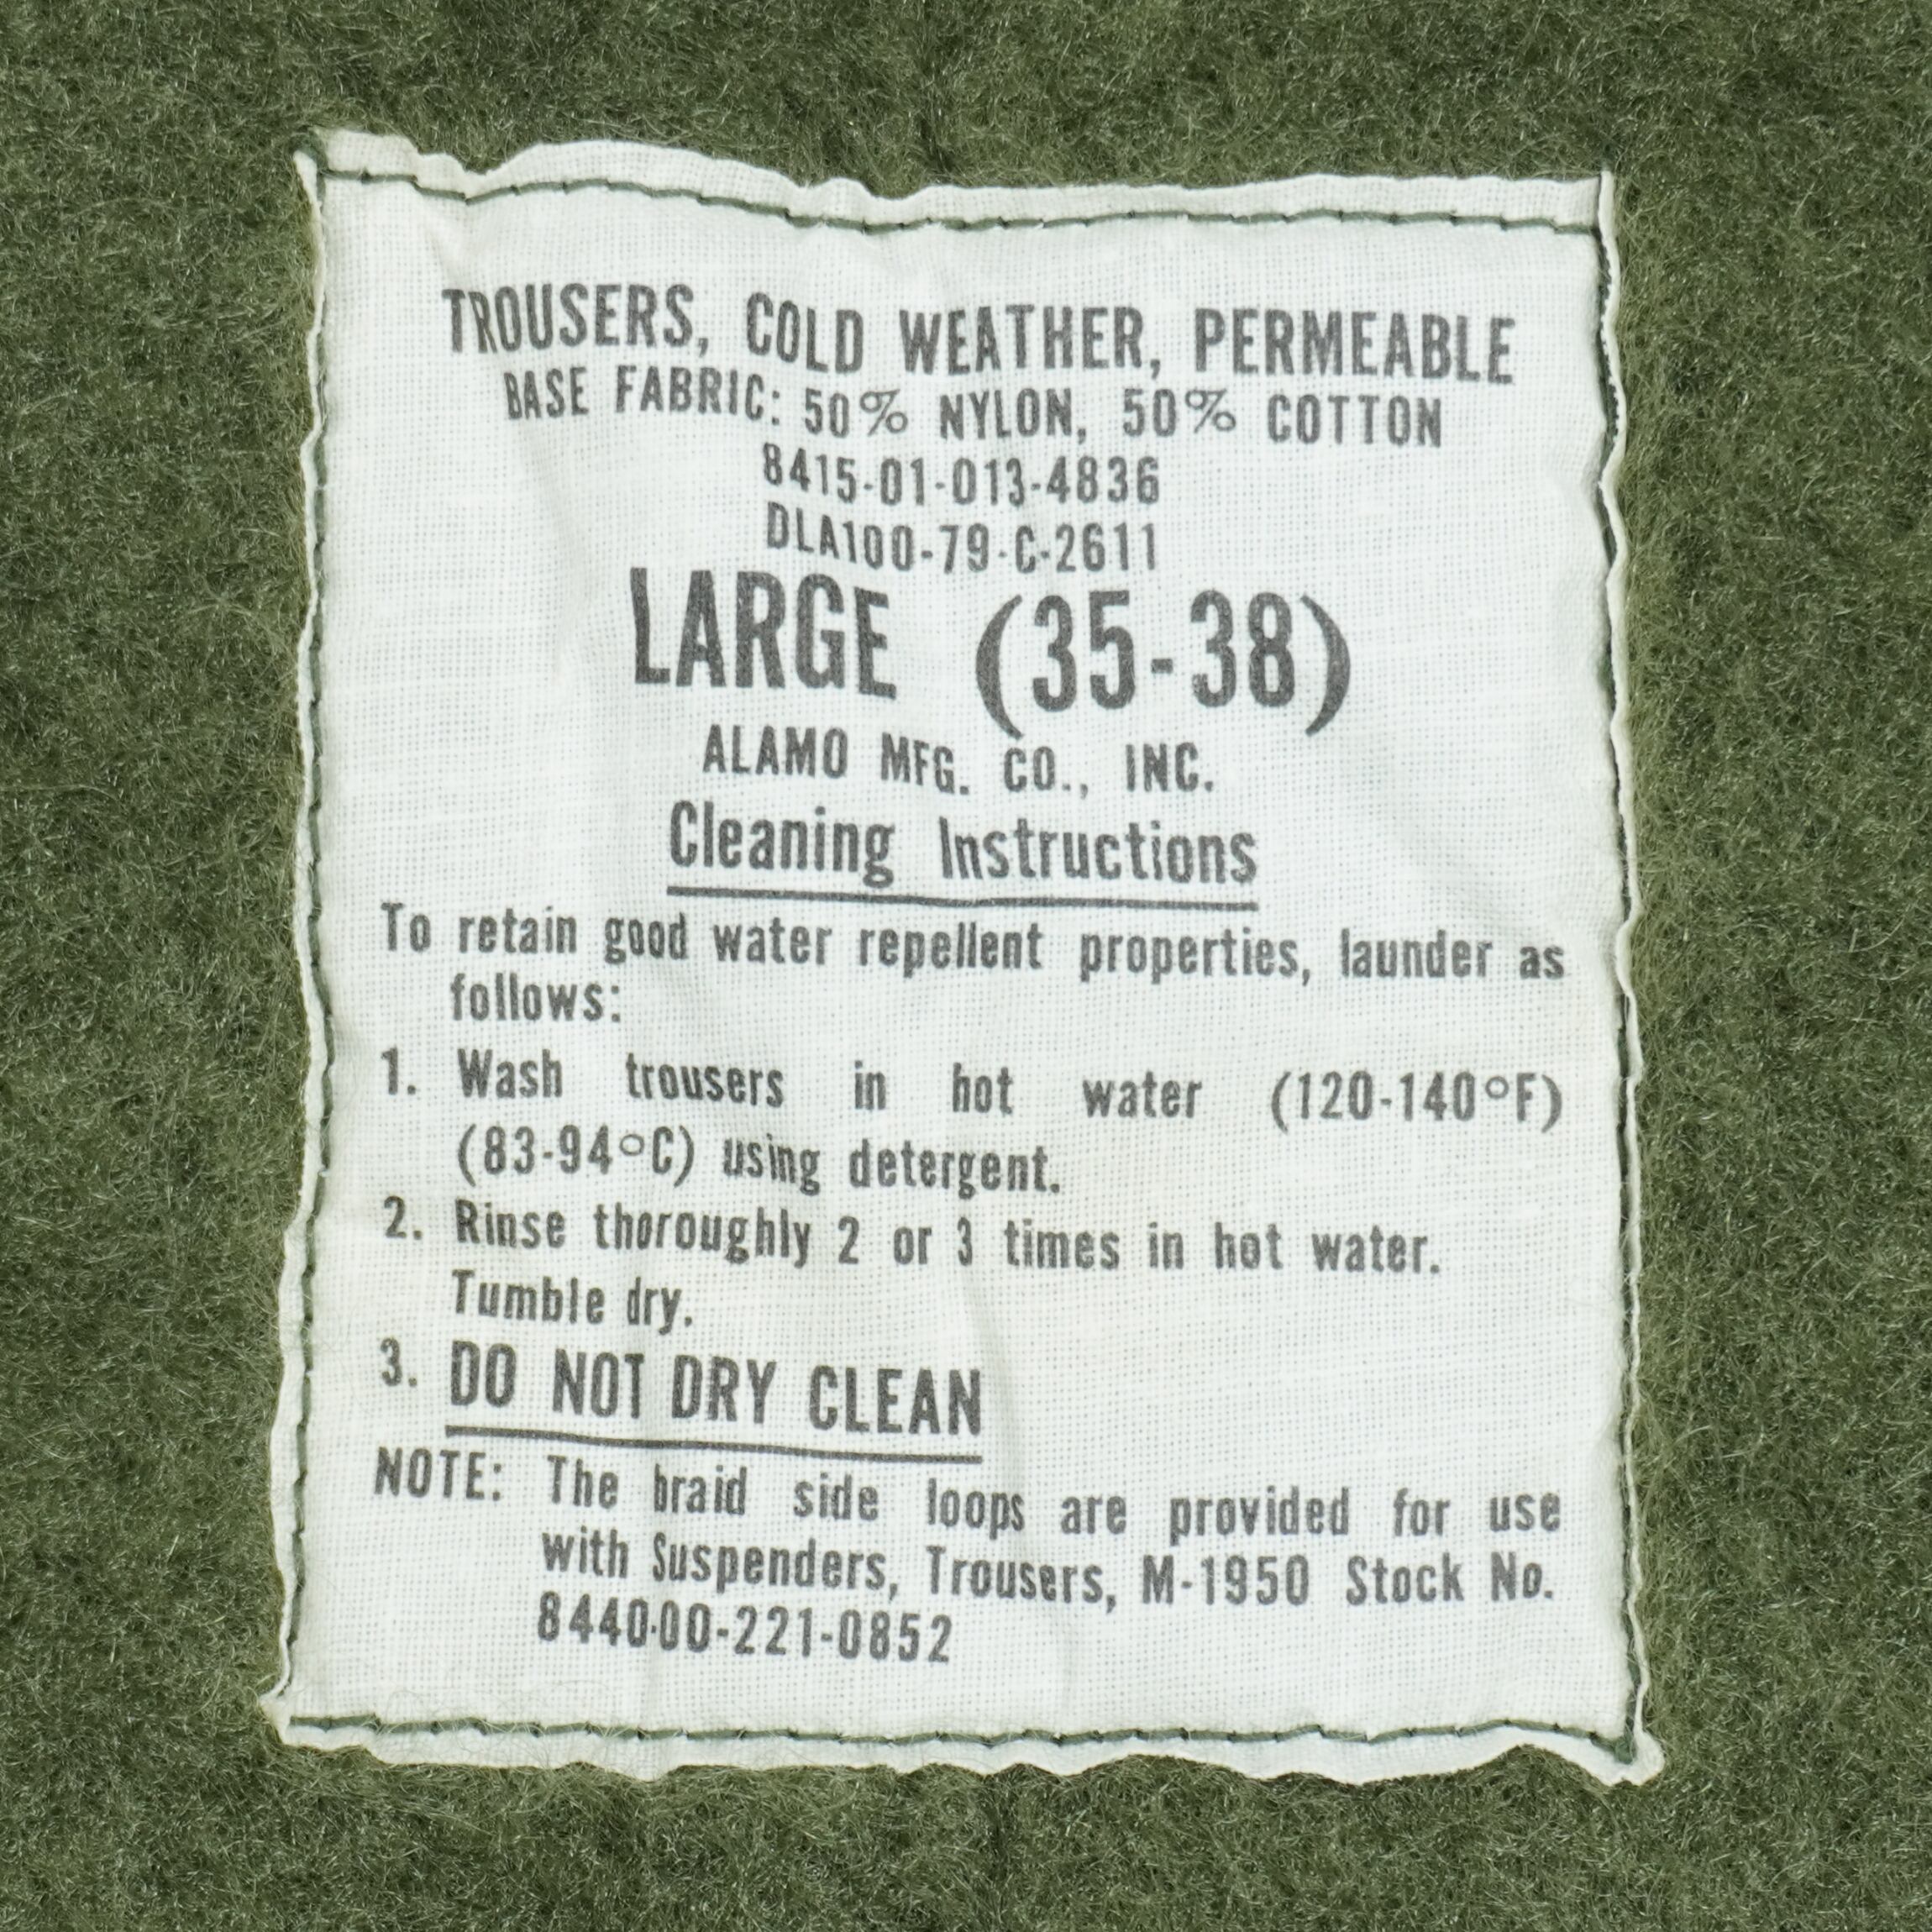 TROUSERS, COLD WEATHER, PERMEABLE
BASE FABRIC: 50% NYLON, 50% COTTON
8415-01-013-4836
DLA100-79-C-2611
LARGE (35-38)
ALAMO MFG. CO., INC.
Cleaning Instructions
To retain good water repellent properties, launder as
follows:
1. Wash trousers in hot water (120-140°F)
(83-94°C) using detergent.
2. Rinse thoroughly 2 or 3 times in hot water.
Tumble dry.
3. DO NOT DRY CLEAN
NOTE: The braid side loops are provided for use
with Suspenders, Trousers, M-1950 Stock No.
8440-00-221-0852